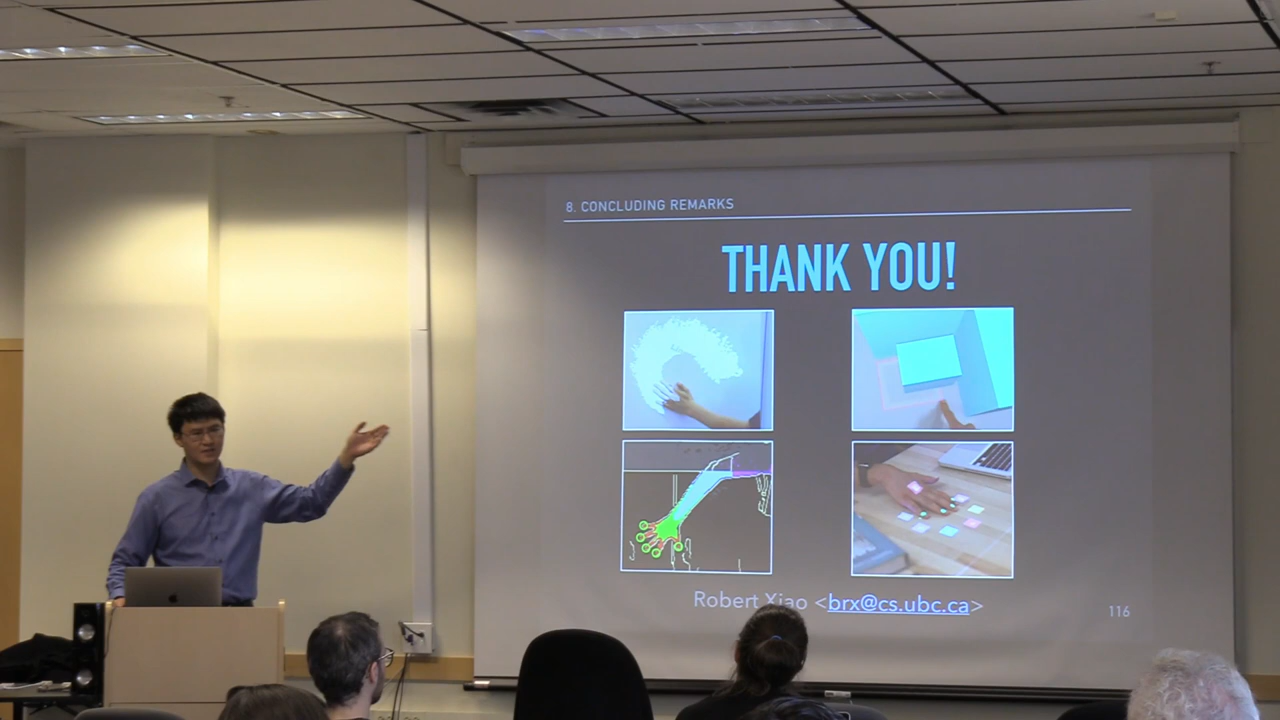 8. CONCLUDING REMARKS
THANK YOU!
Robert Xiao <brx@cs.ubc.ca>
116